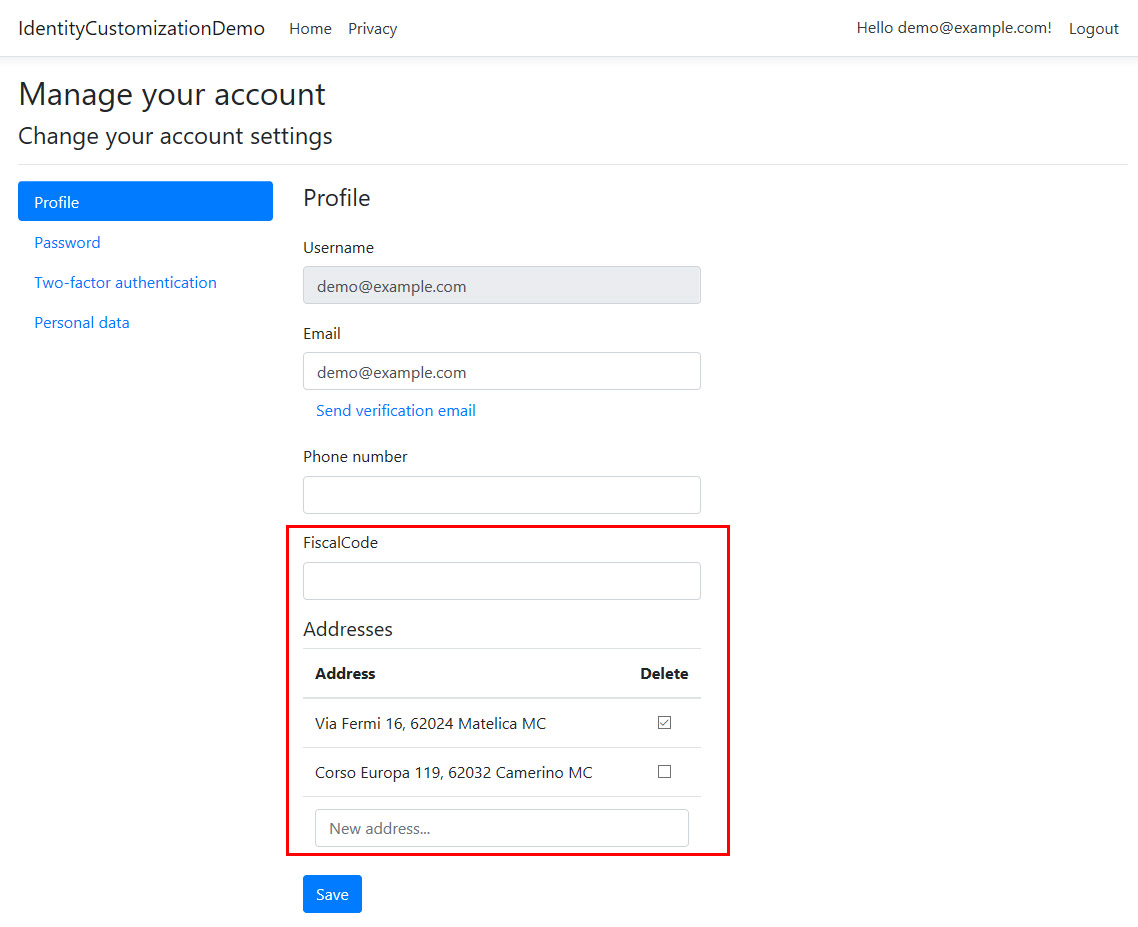 IdentityCustomizationDemo Home Privacy Hello demo@example.com! Logout
Manage your account
Change your account settings
Profile
Password
Two-factor authentication
Personal data
Profile
Username
demo@example.com
Email
demo@example.com
Send verification email
Phone number
FiscalCode
Addresses
Address Delete
Via Fermi 16, 62024 Matelica MC
Corso Europa 119, 62032 Camerino MC
New address...
Save